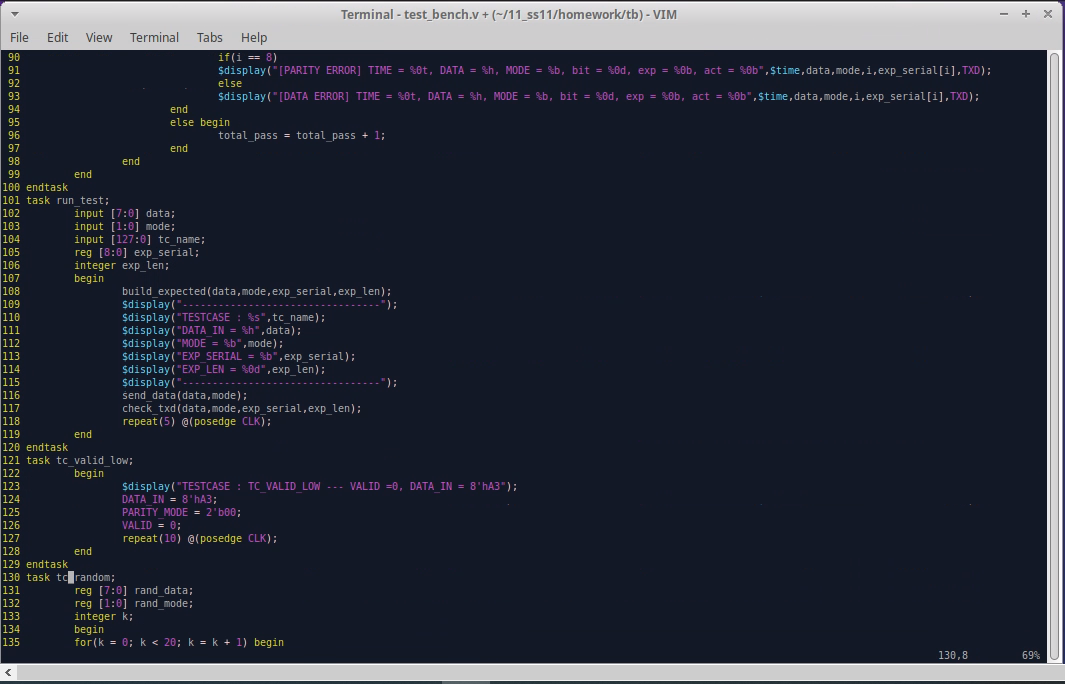 Terminal - test_bench.v + (~/11_ss11/homework/tb) - VIM
File Edit View Terminal Tabs Help
90 if(i == 8)
91 $display("[PARITY ERROR] TIME = %0t, DATA = %h, MODE = %b, bit = %0d, exp = %0b, act = %0b",$time,data,mode,i,exp_serial[i],TXD);
92 else
93 $display("[DATA ERROR] TIME = %0t, DATA = %h, MODE = %b, bit = %0d, exp = %0b, act = %0b",$time,data,mode,i,exp_serial[i],TXD);
94 end
95 else begin
96 total_pass = total_pass + 1;
97 end
98 end
99 end
100 endtask
101 task run_test;
102 input [7:0] data;
103 input [1:0] mode;
104 input [127:0] tc_name;
105 reg [8:0] exp_serial;
106 integer exp_len;
107 begin
108 build_expected(data,mode,exp_serial,exp_len);
109 $display("---------------------------------");
110 $display("TESTCASE : %s",tc_name);
111 $display("DATA_IN = %h",data);
112 $display("MODE = %b",mode);
113 $display("EXP_SERIAL = %b",exp_serial);
114 $display("EXP_LEN = %0d",exp_len);
115 $display("---------------------------------");
116 send_data(data,mode);
117 check_txd(data,mode,exp_serial,exp_len);
118 repeat(5) @(posedge CLK);
119 end
120 endtask
121 task tc_valid_low;
122 begin
123 $display("TESTCASE : TC_VALID_LOW --- VALID =0, DATA_IN = 8'hA3");
124 DATA_IN = 8'hA3;
125 PARITY_MODE = 2'b00;
126 VALID = 0;
127 repeat(10) @(posedge CLK);
128 end
129 endtask
130 task tc_random;
131 reg [7:0] rand_data;
132 reg [1:0] rand_mode;
133 integer k;
134 begin
135 for(k = 0; k < 20; k = k + 1) begin
130,8 69%